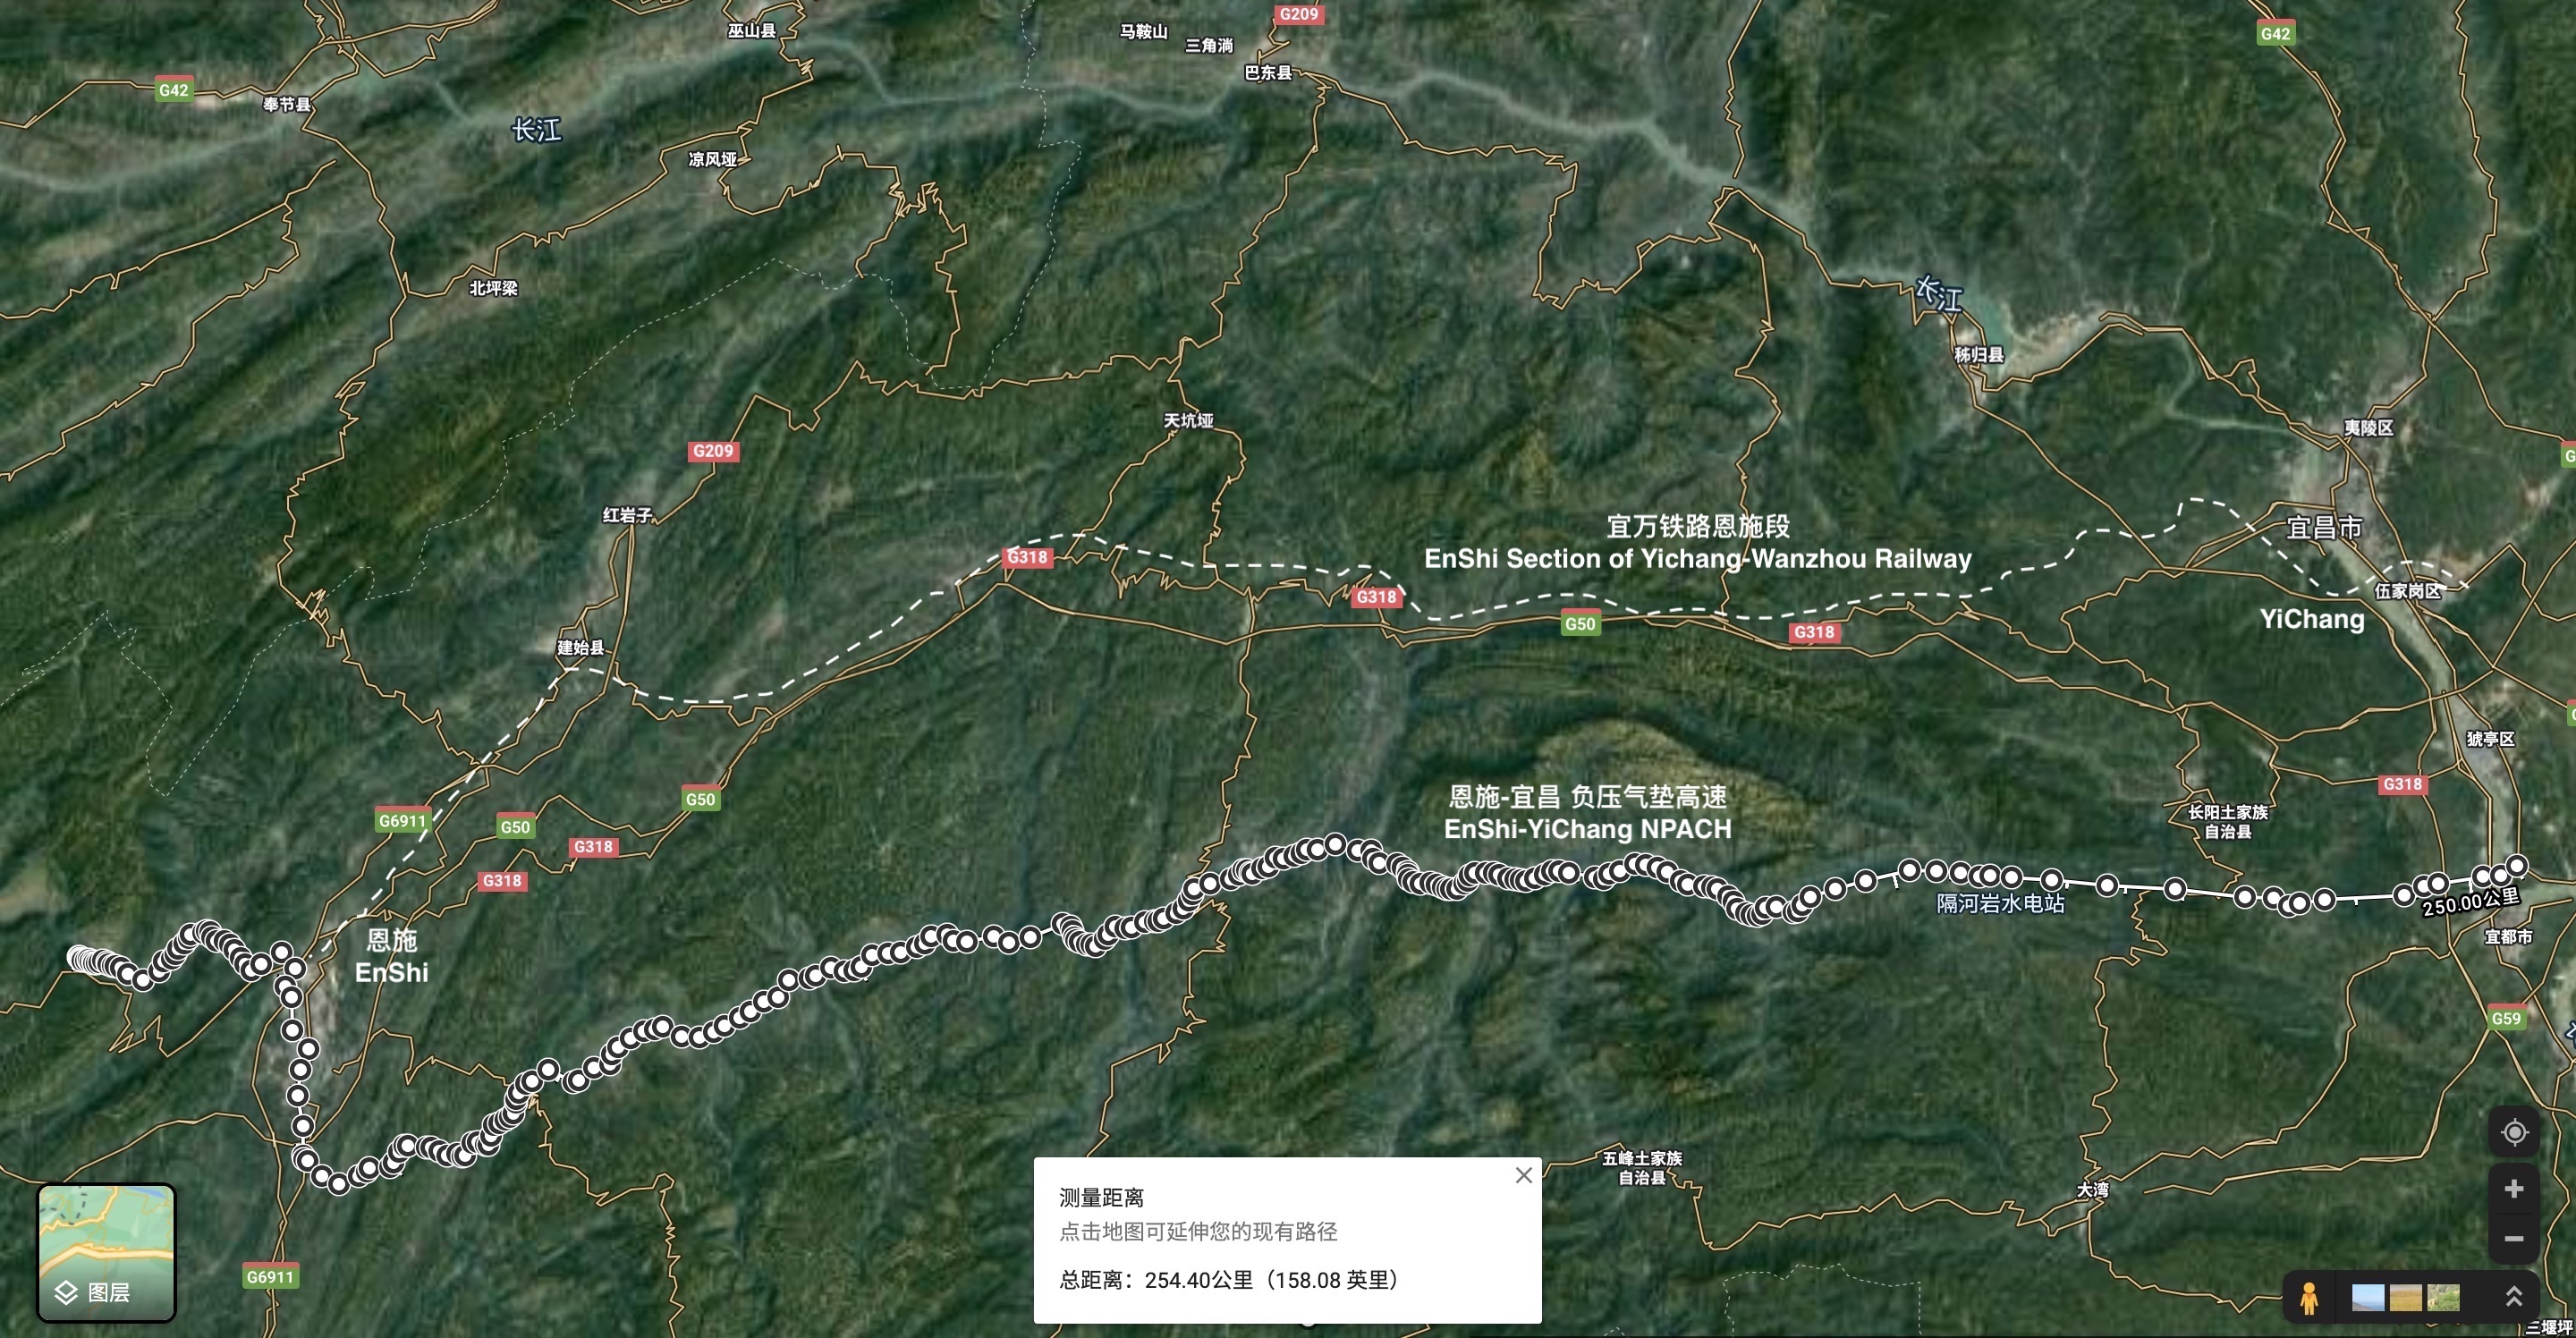 G209
巫山县
马鞍山
三角淌
G42
巴东县
G42
奉节县
长江
凉风垭
北坪梁
长江
秭归县
天坑垭
夷陵区
G209
红岩子
宜万铁路恩施段
EnShi Section of Yichang-Wanzhou Railway
宜昌市
G318
G318
伍家岗区
YiChang
G50
G318
建始县
猇亭区
G318
G50
恩施-宜昌 负压气垫高速
EnShi-YiChang NPACH
长阳土家族
自治县
G6911
G50
G318
G318
隔河岩水电站
250.00公里
宜都市
恩施
EnShi
G59
五峰土家族
自治县
大湾
测量距离
点击地图可延伸您的现有路径
总距离：254.40公里（158.08 英里）
G6911
图层
三堰坪